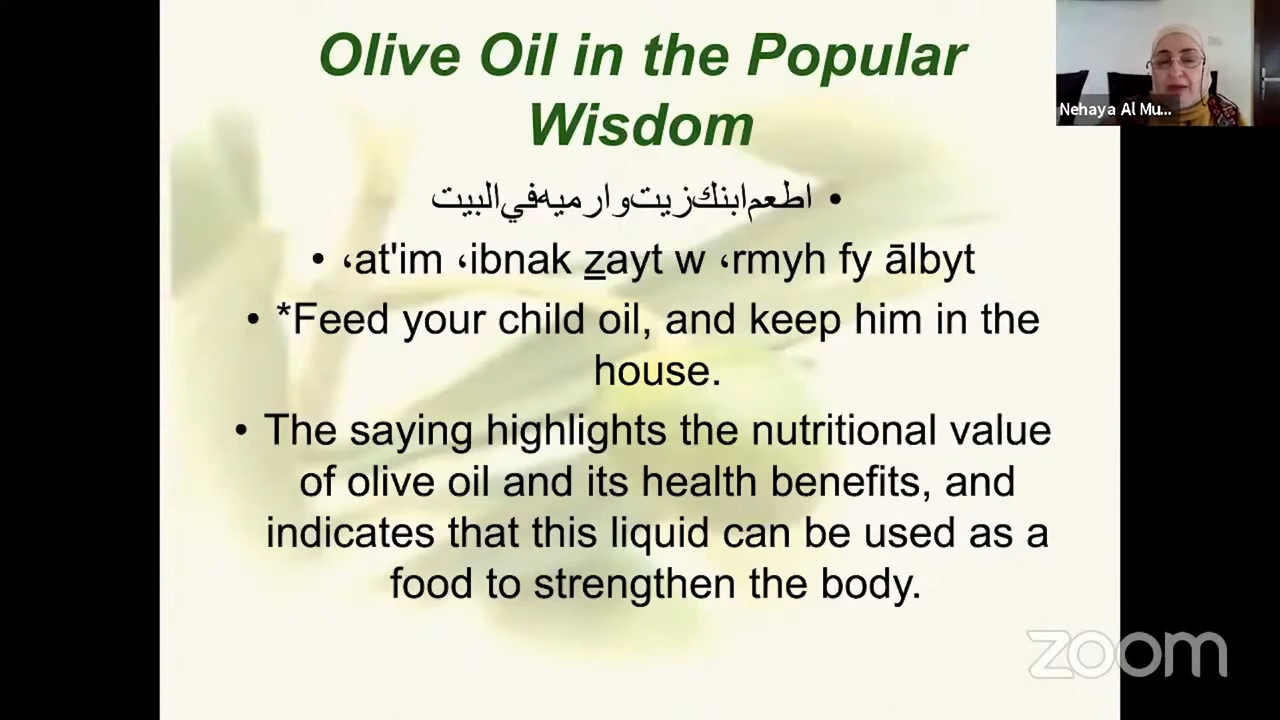 Olive Oil in the Popular
Wisdom
• اطعم ابنك زيت وارميه في البيت
• ‘at'im ‘ibnak zayt w ‘rmyh fy ālbyt
• *Feed your child oil, and keep him in the
house.
• The saying highlights the nutritional value
of olive oil and its health benefits, and
indicates that this liquid can be used as a
food to strengthen the body.
Nehaya Al Mu...
zoom